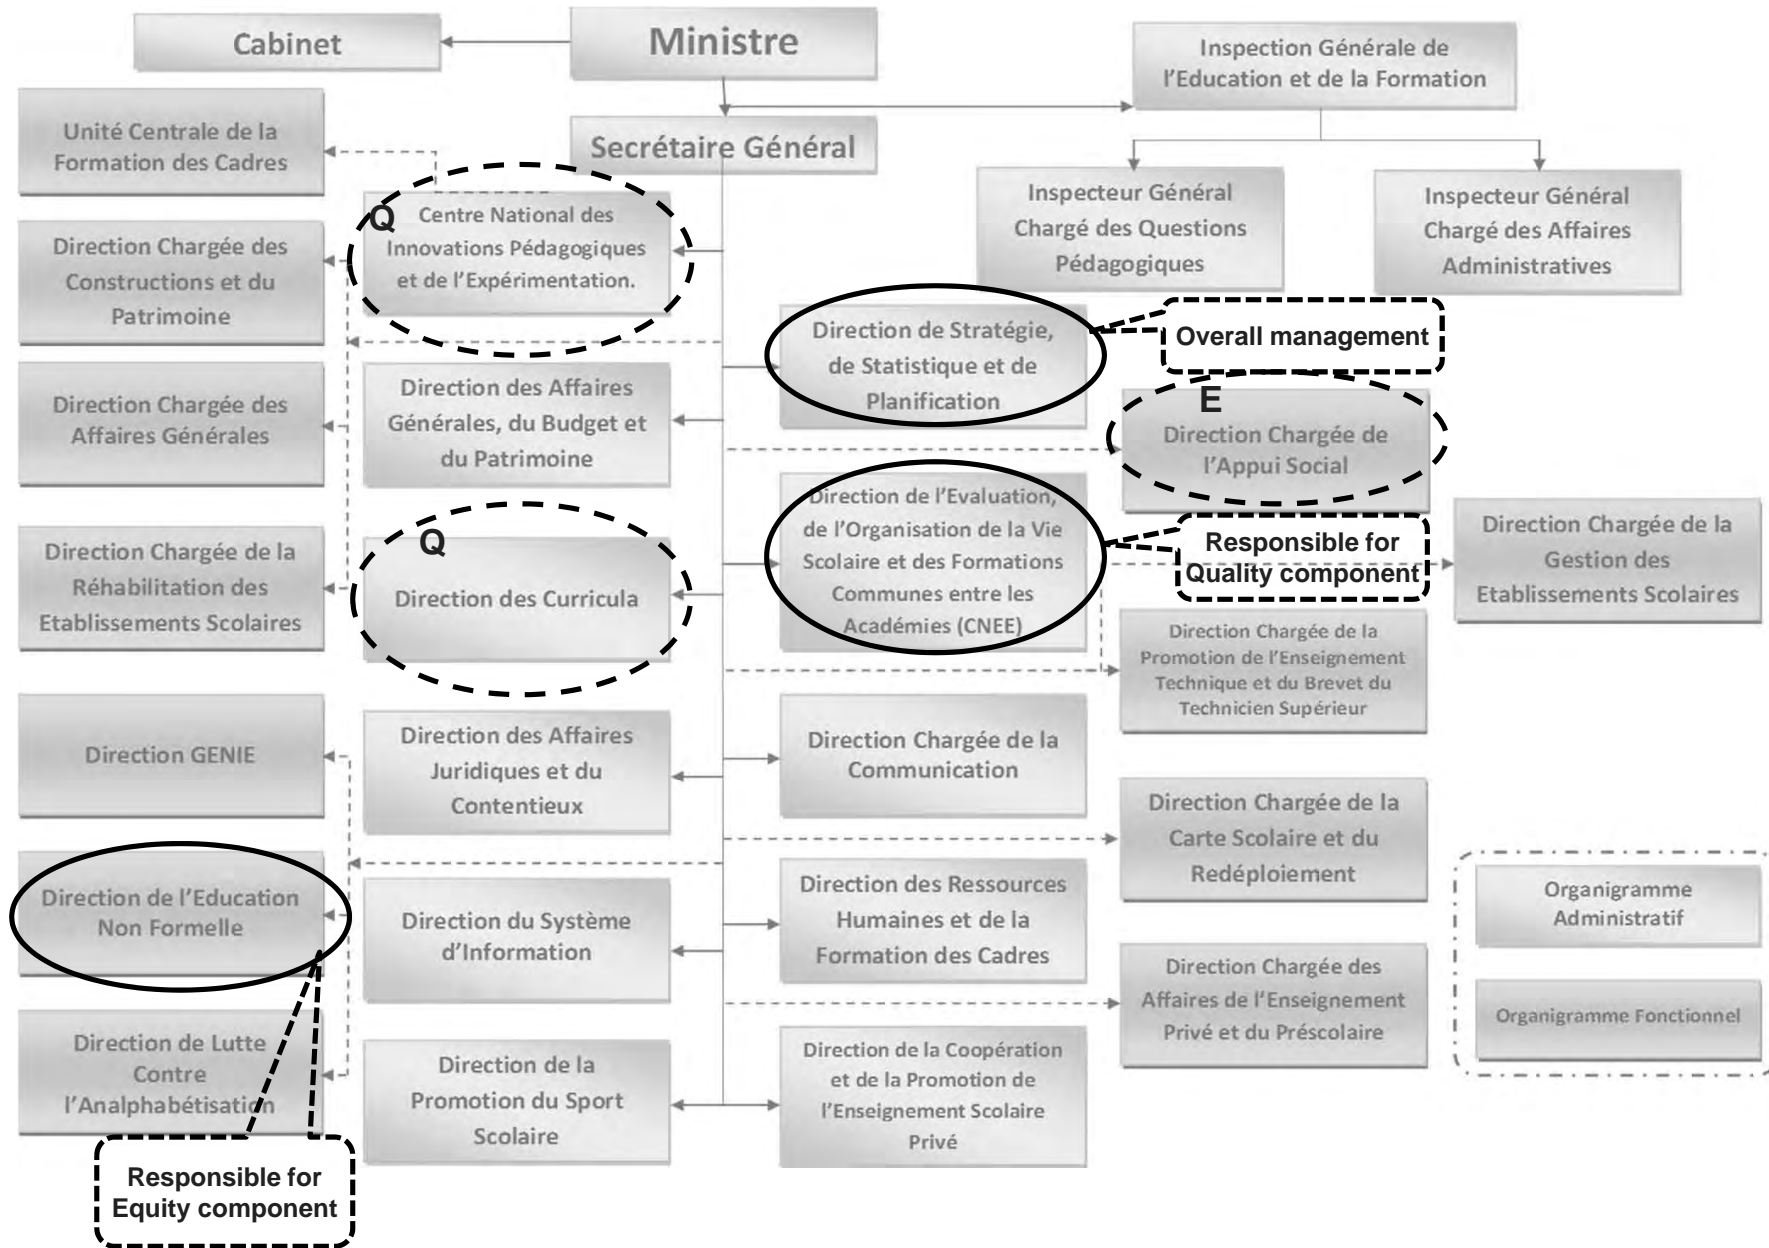 Cabinet
Ministre
Inspection Générale de
l'Education et de la Formation
Unité Centrale de la
Formation des Cadres
Secrétaire Général
Inspecteur Général
Chargé des Questions
Pédagogiques
Inspecteur Général
Chargé des Affaires
Administratives
Q
Centre National des
Innovations Pédagogiques
et de l'Expérimentation.
Direction Chargée des
Constructions et du
Patrimoine
Direction de Stratégie,
de Statistique et de
Planification
Overall management
Direction Chargée des
Affaires Générales
Direction des Affaires
Générales, du Budget et
du Patrimoine
E
Direction Chargée de
l'Appui Social
Direction Chargée de la
Réhabilitation des
Etablissements Scolaires
Q
Direction des Curricula
Direction de l'Evaluation,
de l'Organisation de la Vie
Scolaire et des Formations
Communes entre les
Académies (CNEE)
Responsible for
Quality component
Direction Chargée de la
Gestion des
Etablissements Scolaires
Direction Chargée de la
Promotion de l'Enseignement
Technique et du Brevet du
Technicien Supérieur
Direction GENIE
Direction des Affaires
Juridiques et du
Contentieux
Direction Chargée de la
Communication
Direction Chargée de la
Carte Scolaire et du
Redéploiement
Direction de l'Education
Non Formelle
Direction du Système
d'Information
Direction des Ressources
Humaines et de la
Formation des Cadres
Organigramme
Administratif
Direction Chargée des
Affaires de l'Enseignement
Privé et du Préscolaire
Organigramme Fonctionnel
Direction de Lutte
Contre
l'Analphabétisation
Direction de la
Promotion du Sport
Scolaire
Direction de la Coopération
et de la Promotion de
l'Enseignement Scolaire
Privé
Responsible for
Equity component